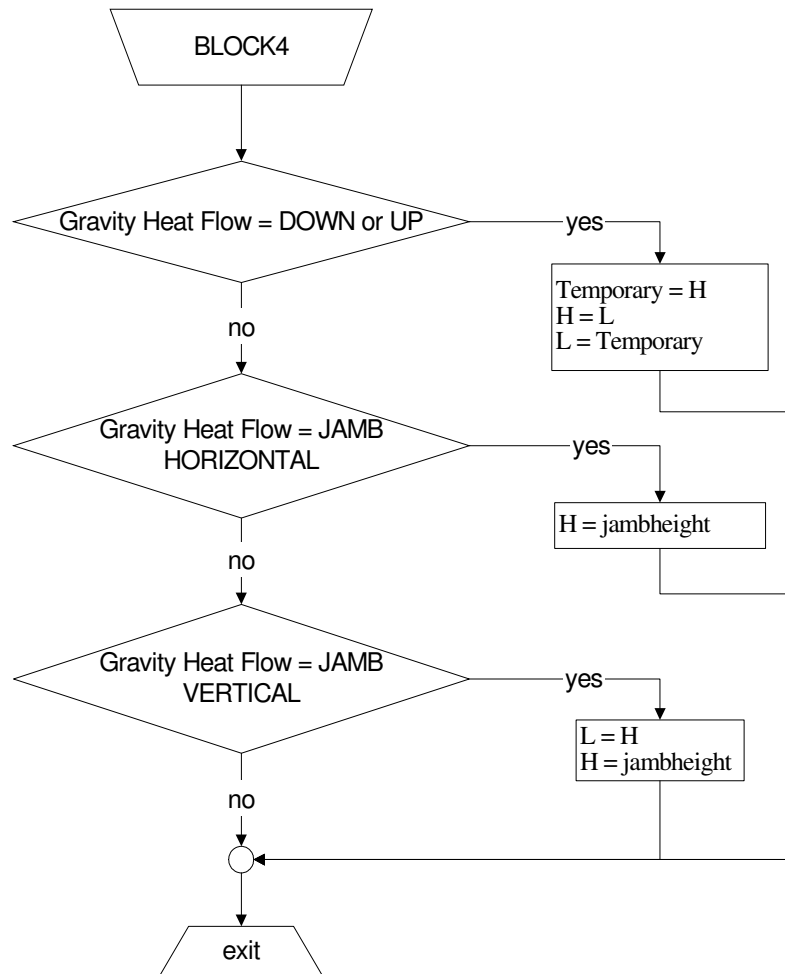 BLOCK4
Gravity Heat Flow = DOWN or UP
yes
Temporary = H
H = L
L = Temporary
no
Gravity Heat Flow = JAMB
HORIZONTAL
yes
H = jambheight
no
Gravity Heat Flow = JAMB
VERTICAL
yes
L = H
H = jambheight
no
exit